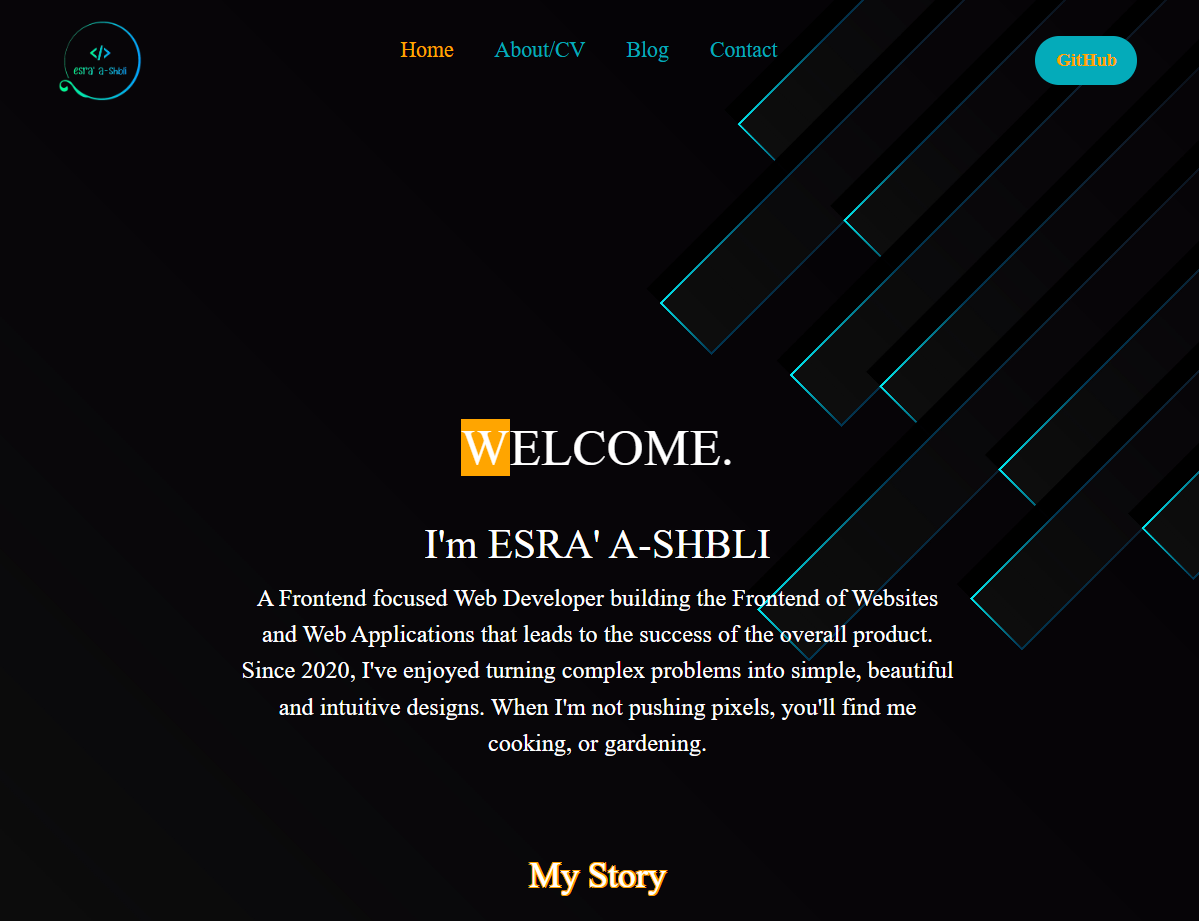 </>
esra' a-Shbli
Home About/CV Blog Contact
GitHub
WELCOME.
I'm ESRA' A-SHBLI
A Frontend focused Web Developer building the Frontend of Websites
and Web Applications that leads to the success of the overall product.
Since 2020, I've enjoyed turning complex problems into simple, beautiful
and intuitive designs. When I'm not pushing pixels, you'll find me
cooking, or gardening.
My Story